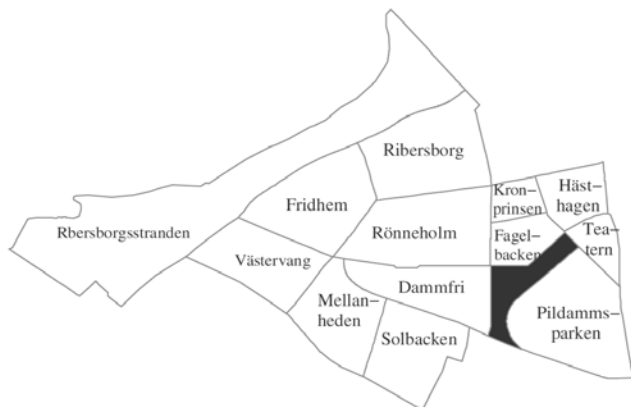 Ribersborg
Fridhem
Kron-
prinsen
Häst-
hagen
Rbersborgsstranden
Rönneholm
Fagel-
backen
Tea-
tern
Västervang
Dammfri
Mellan-
heden
Pildamms-
parken
Solbacken